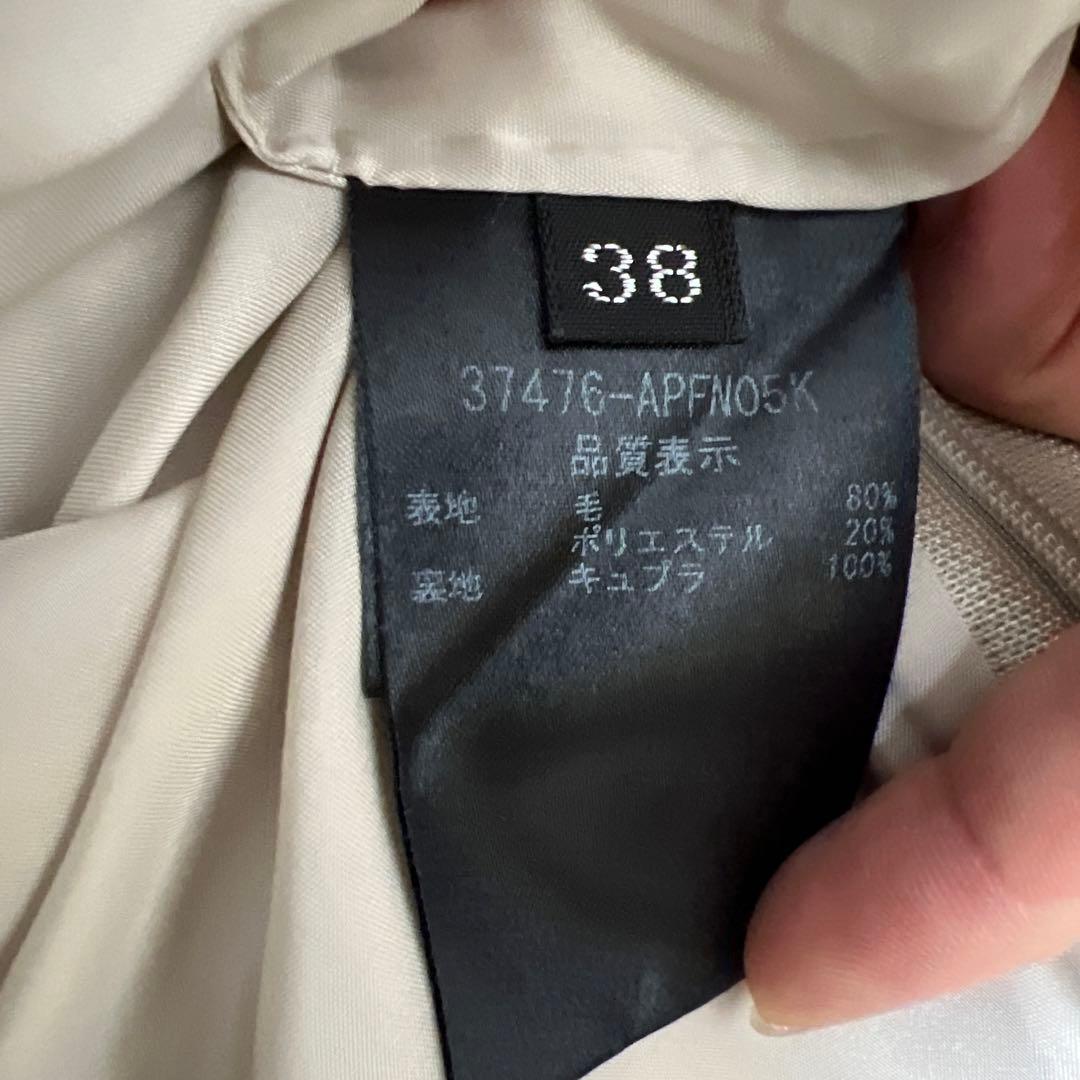 38
37476-APFN05K
品質表示
表地 毛 80%
ポリエステル 20%
裏地 キュプラ 100%